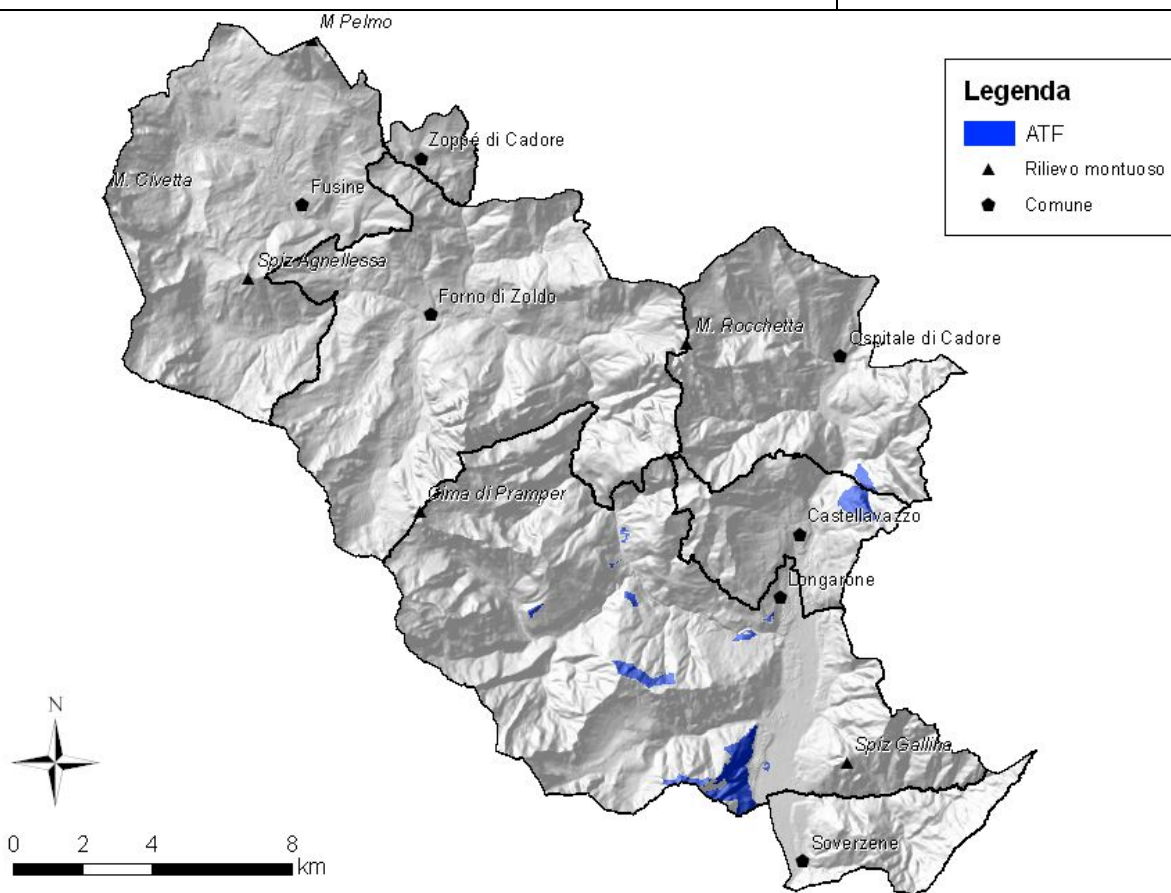 M Pelmo
Legenda
ATF
Rilievo montuoso
Comune
Zoppé di Cadore
M. Civetta
Fusine
Spiz Agnellessa
Forno di Zoldo
M. Rocchetta
Ospitale di Cadore
Cima di Pramper
Castellavazzo
Longarone
N
Spiz Gallina
0 2 4 8
km
Soverzene